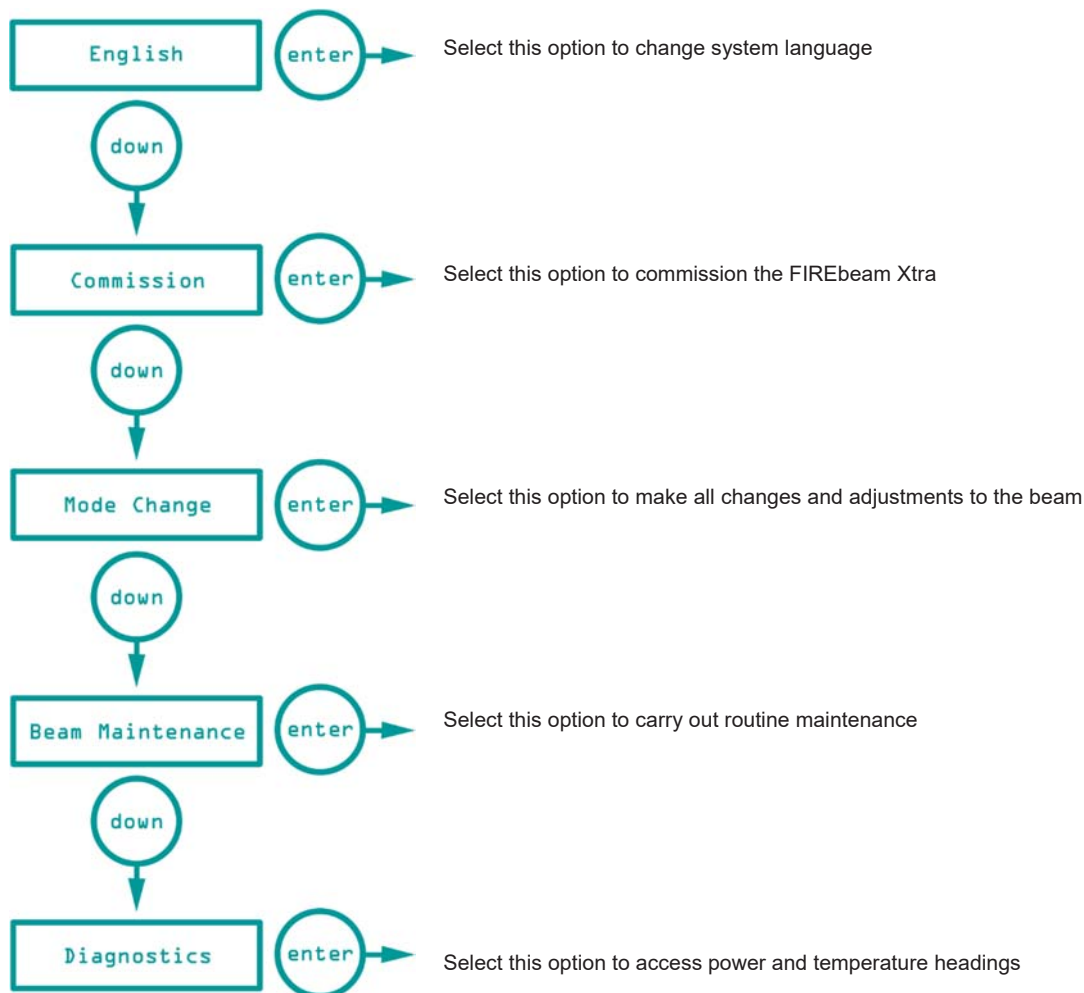 English
enter
Select this option to change system language
down
Commission
enter
Select this option to commission the FIREbeam Xtra
down
Mode Change
enter
Select this option to make all changes and adjustments to the beam
down
Beam Maintenance
enter
Select this option to carry out routine maintenance
down
Diagnostics
enter
Select this option to access power and temperature headings